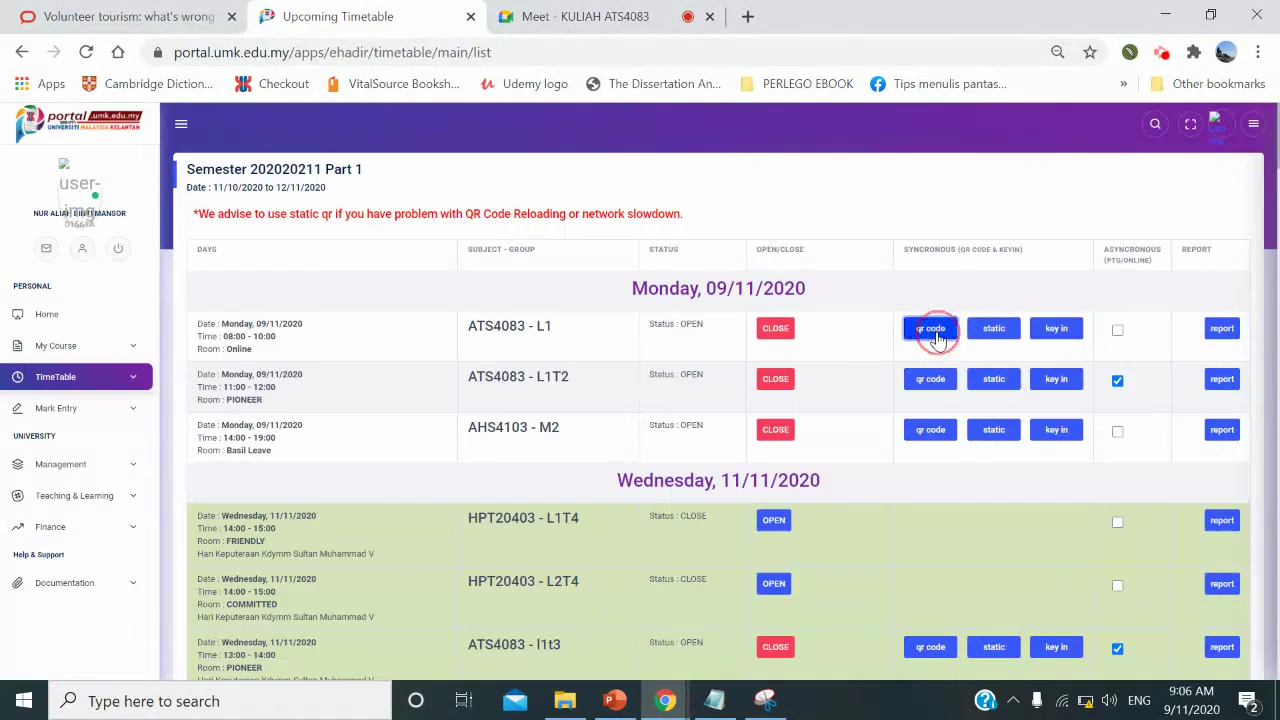 Voluntariness: What's wrong w
Upcoming Timetable
Meet - KULIAH ATS4083
portal.umk.edu.my/apps/ehadir/timetable/main/list
Apps
Cambridge Diction...
Checkout
VitalSource Booksh...
Udemy logo
The Dissertation An...
PERLEGO EBOOK
Tips menulis pantas...
»
Other bookmarks
portal.umk.edu.my
UNIVERSITI MALAYSIA KELANTAN
user-img
NUR ALIAH BINTI MANSOR
01661A
PERSONAL
Home
My Course
TimeTable
Mark Entry
UNIVERSITY
Management
Teaching & Learning
Finance
Help & Support
Documentation
Semester 202020211 Part 1
Date : 11/10/2020 to 12/11/2020
*We advise to use static qr if you have problem with QR Code Reloading or network slowdown.
DAYS SUBJECT - GROUP STATUS OPEN/CLOSE SYNCRONOUS (QR CODE & KEYIN) ASYNCRONOUS (PTG/ONLINE) REPORT
Monday, 09/11/2020
Date : Monday, 09/11/2020
Time : 08:00 - 10:00
Room : Online
ATS4083 - L1 Status : OPEN CLOSE qr code static key in report
Date : Monday, 09/11/2020
Time : 11:00 - 12:00
Room : PIONEER
ATS4083 - L1T2 Status : OPEN CLOSE qr code static key in report
Date : Monday, 09/11/2020
Time : 14:00 - 19:00
Room : Basil Leave
AHS4103 - M2 Status : OPEN CLOSE qr code static key in report
Wednesday, 11/11/2020
Date : Wednesday, 11/11/2020
Time : 14:00 - 15:00
Room : FRIENDLY
Hari Keputeraan Kdymm Sultan Muhammad V
HPT20403 - L1T4 Status : CLOSE OPEN report
Date : Wednesday, 11/11/2020
Time : 14:00 - 15:00
Room : COMMITTED
Hari Keputeraan Kdymm Sultan Muhammad V
HPT20403 - L2T4 Status : CLOSE OPEN report
Date : Wednesday, 11/11/2020
Time : 13:00 - 14:00
Room : PIONEER
ATS4083 - l1t3 Status : OPEN CLOSE qr code static key in report
Type here to search
ENG
9:06 AM
9/11/2020
2